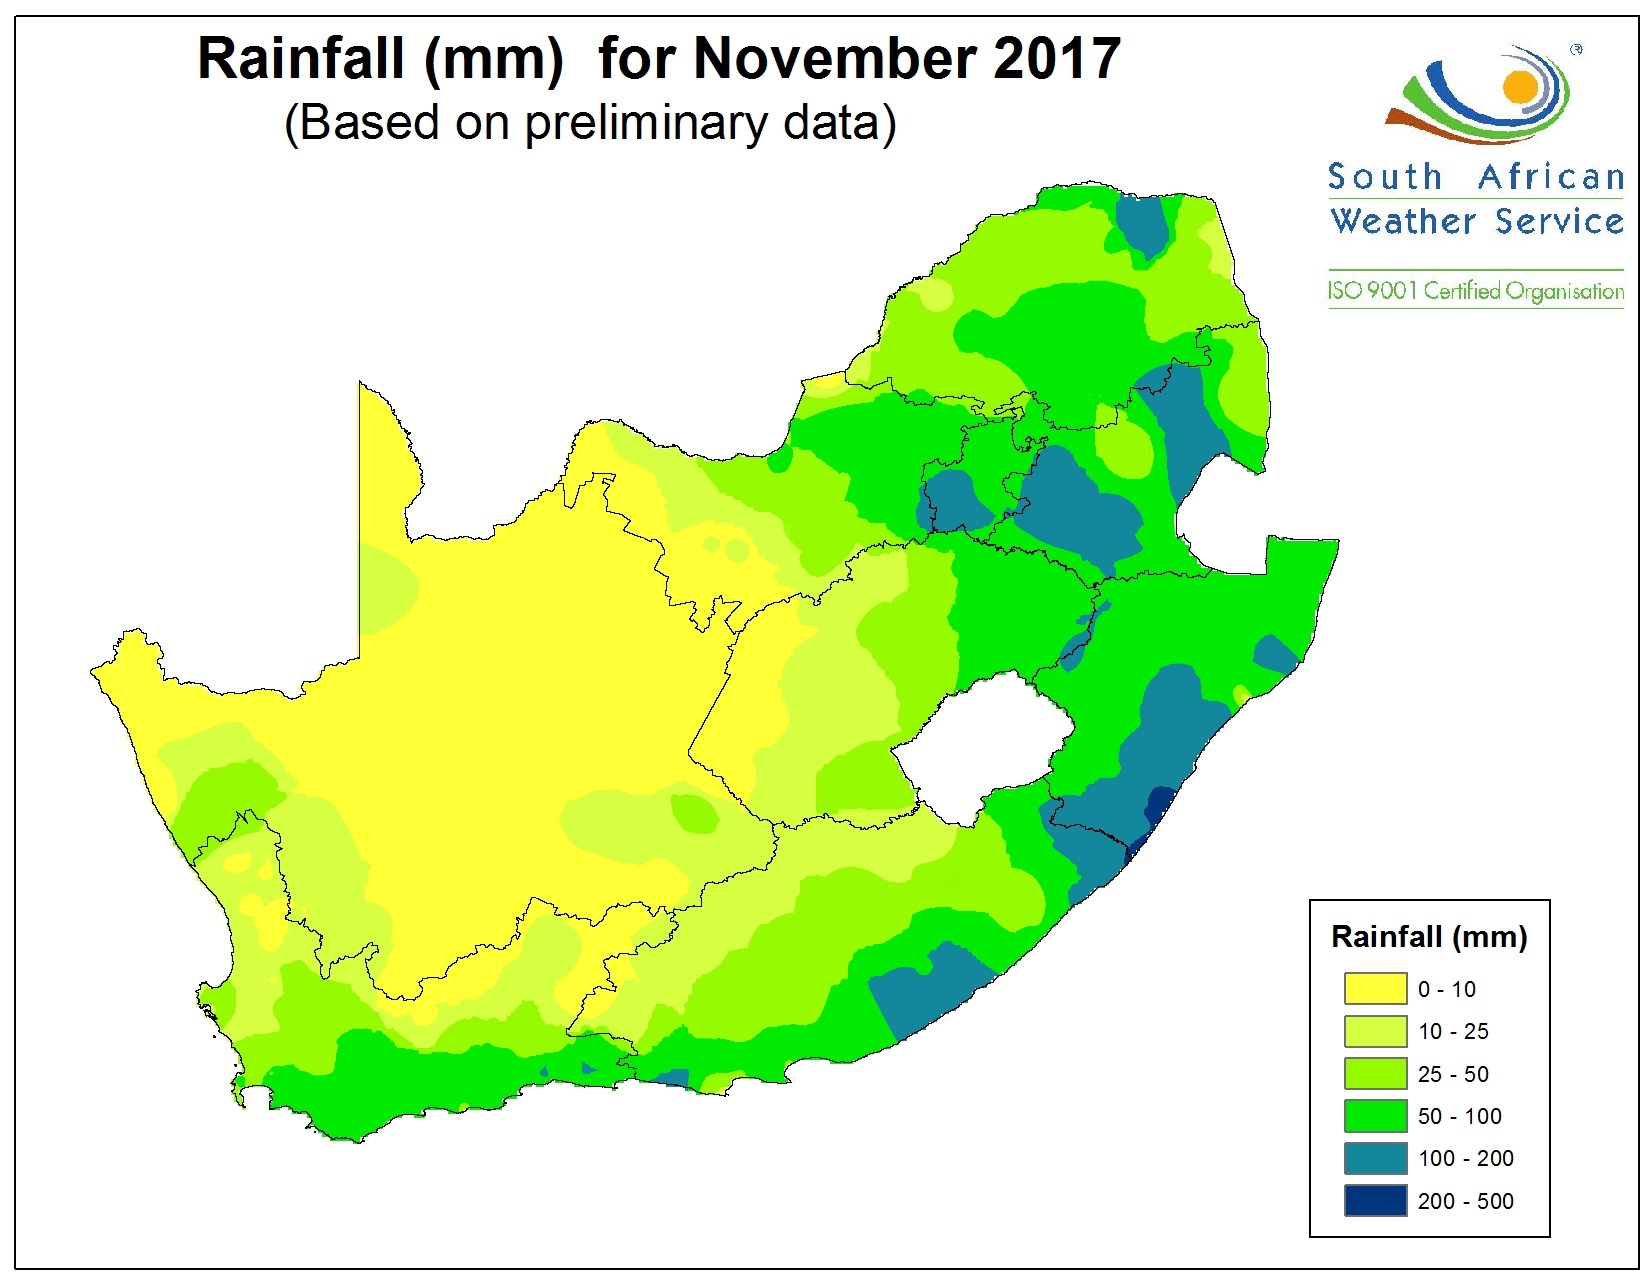 Rainfall (mm) for November 2017
(Based on preliminary data)
®
South African
Weather Service
ISO 9001 Certified Organisation
Rainfall (mm)
0 - 10
10 - 25
25 - 50
50 - 100
100 - 200
200 - 500